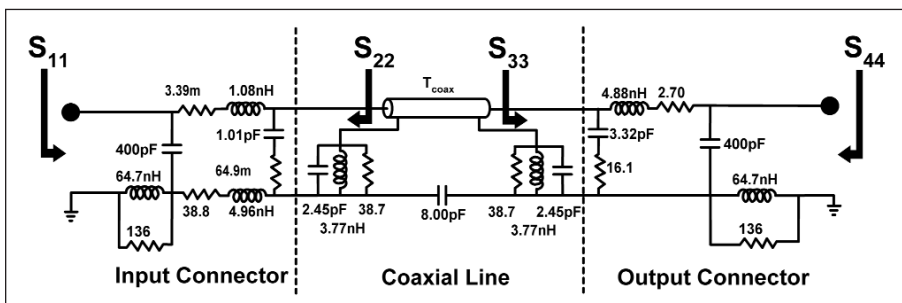 S11
S22
S33
S44
Tcoax
3.39m
1.08nH
4.88nH
2.70
1.01pF
3.32pF
400pF
400pF
64.7nH
64.9m
16.1
64.7nH
38.8
4.96nH
2.45pF
38.7
8.00pF
38.7
2.45pF
136
3.77nH
3.77nH
136
Input Connector
Coaxial Line
Output Connector